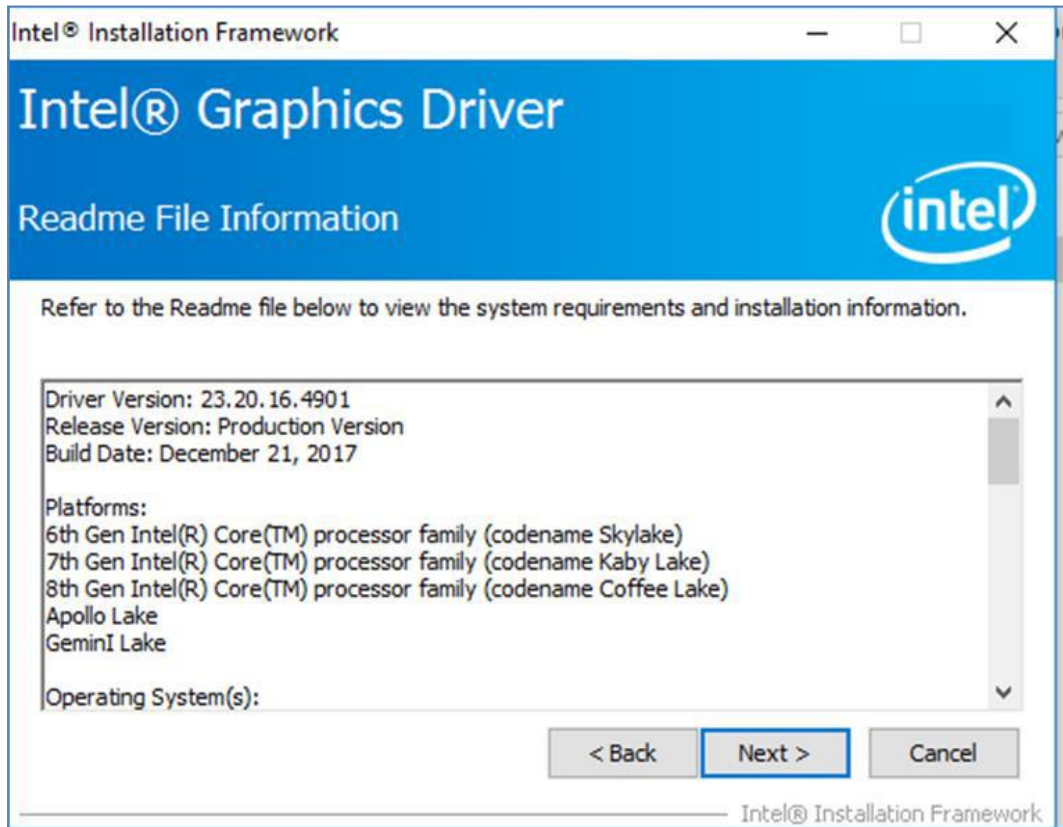 Intel® Installation Framework
Intel® Graphics Driver
Readme File Information
intel
Refer to the Readme file below to view the system requirements and installation information.
Driver Version: 23.20.16.4901
Release Version: Production Version
Build Date: December 21, 2017
Platforms:
6th Gen Intel(R) Core(TM) processor family (codename Skylake)
7th Gen Intel(R) Core(TM) processor family (codename Kaby Lake)
8th Gen Intel(R) Core(TM) processor family (codename Coffee Lake)
Apollo Lake
GeminI Lake
Operating System(s):
< Back Next > Cancel
Intel® Installation Framework